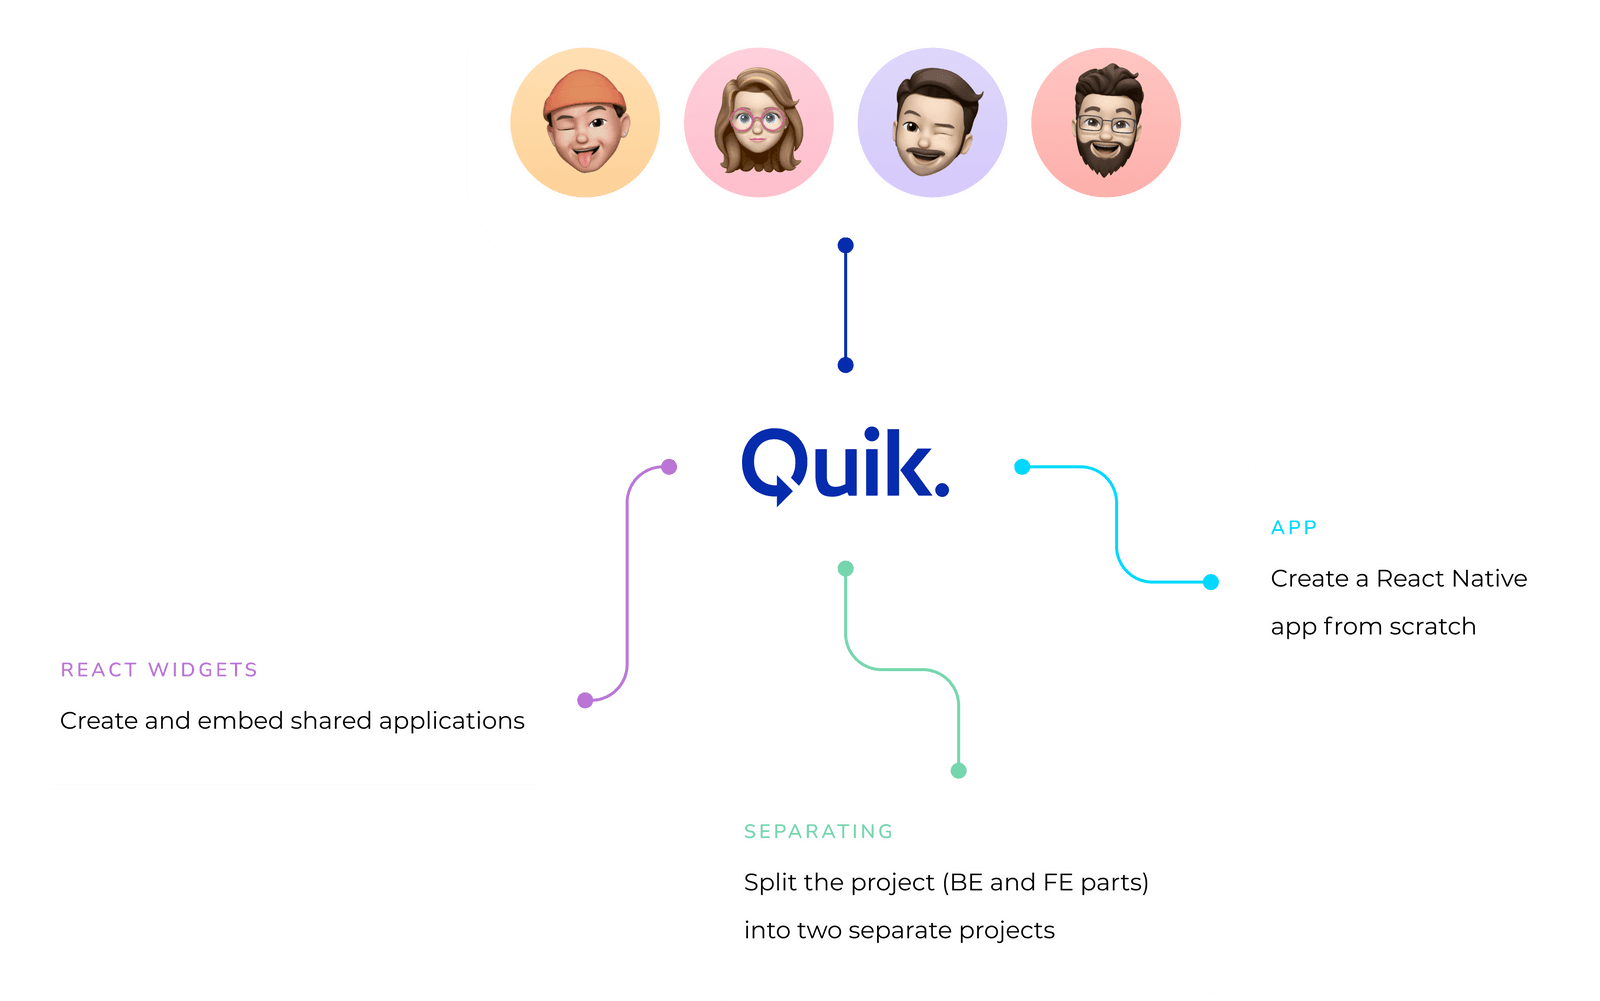 Quik.
APP
Create a React Native
app from scratch
REACT WIDGETS
Create and embed shared applications
SEPARATING
Split the project (BE and FE parts)
into two separate projects